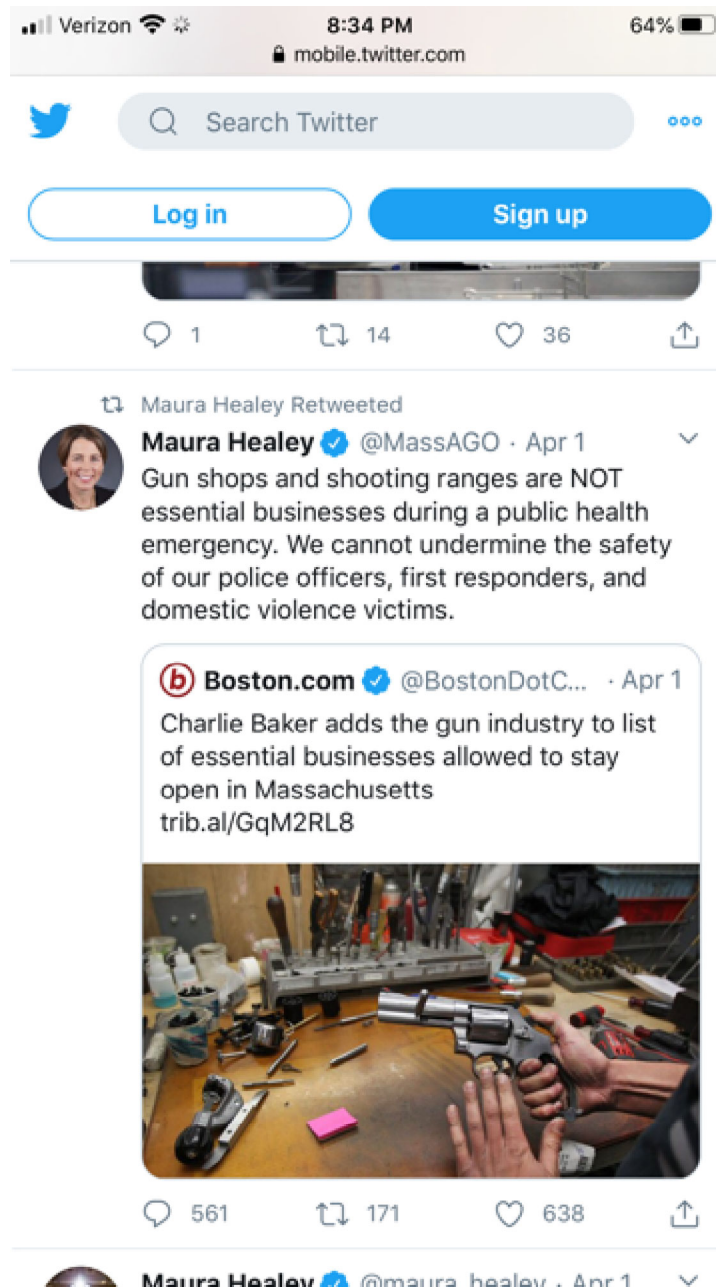 Verizon 8:34 PM 64%
mobile.twitter.com
Search Twitter
Log in Sign up
1 14 36
Maura Healey Retweeted
Maura Healey @MassAGO · Apr 1
Gun shops and shooting ranges are NOT
essential businesses during a public health
emergency. We cannot undermine the safety
of our police officers, first responders, and
domestic violence victims.
b Boston.com @BostonDotC... · Apr 1
Charlie Baker adds the gun industry to list
of essential businesses allowed to stay
open in Massachusetts
trib.al/GqM2RL8
561 171 638
Maura Healey @maura_healey · Apr 1